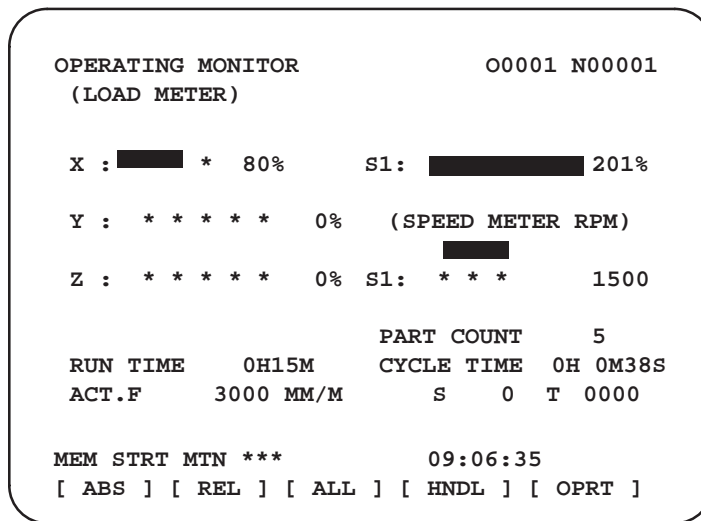 OPERATING MONITOR O0001 N00001
(LOAD METER)
X : * 80% S1: 201%
Y : * * * * * 0% (SPEED METER RPM)
Z : * * * * * 0% S1: * * * 1500
PART COUNT 5
RUN TIME 0H15M CYCLE TIME 0H 0M38S
ACT.F 3000 MM/M S 0 T 0000
MEM STRT MTN *** 09:06:35
[ ABS ] [ REL ] [ ALL ] [ HNDL ] [ OPRT ]